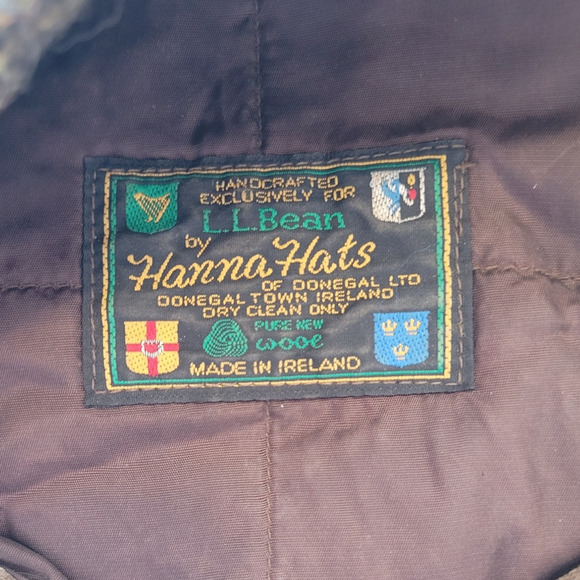 HANDCRAFTED
EXCLUSIVELY FOR
L.L.Bean
by
Hanna Hats
OF DONEGAL LTD
DONEGAL TOWN IRELAND
DRY CLEAN ONLY
PURE NEW
WOOL
MADE IN IRELAND